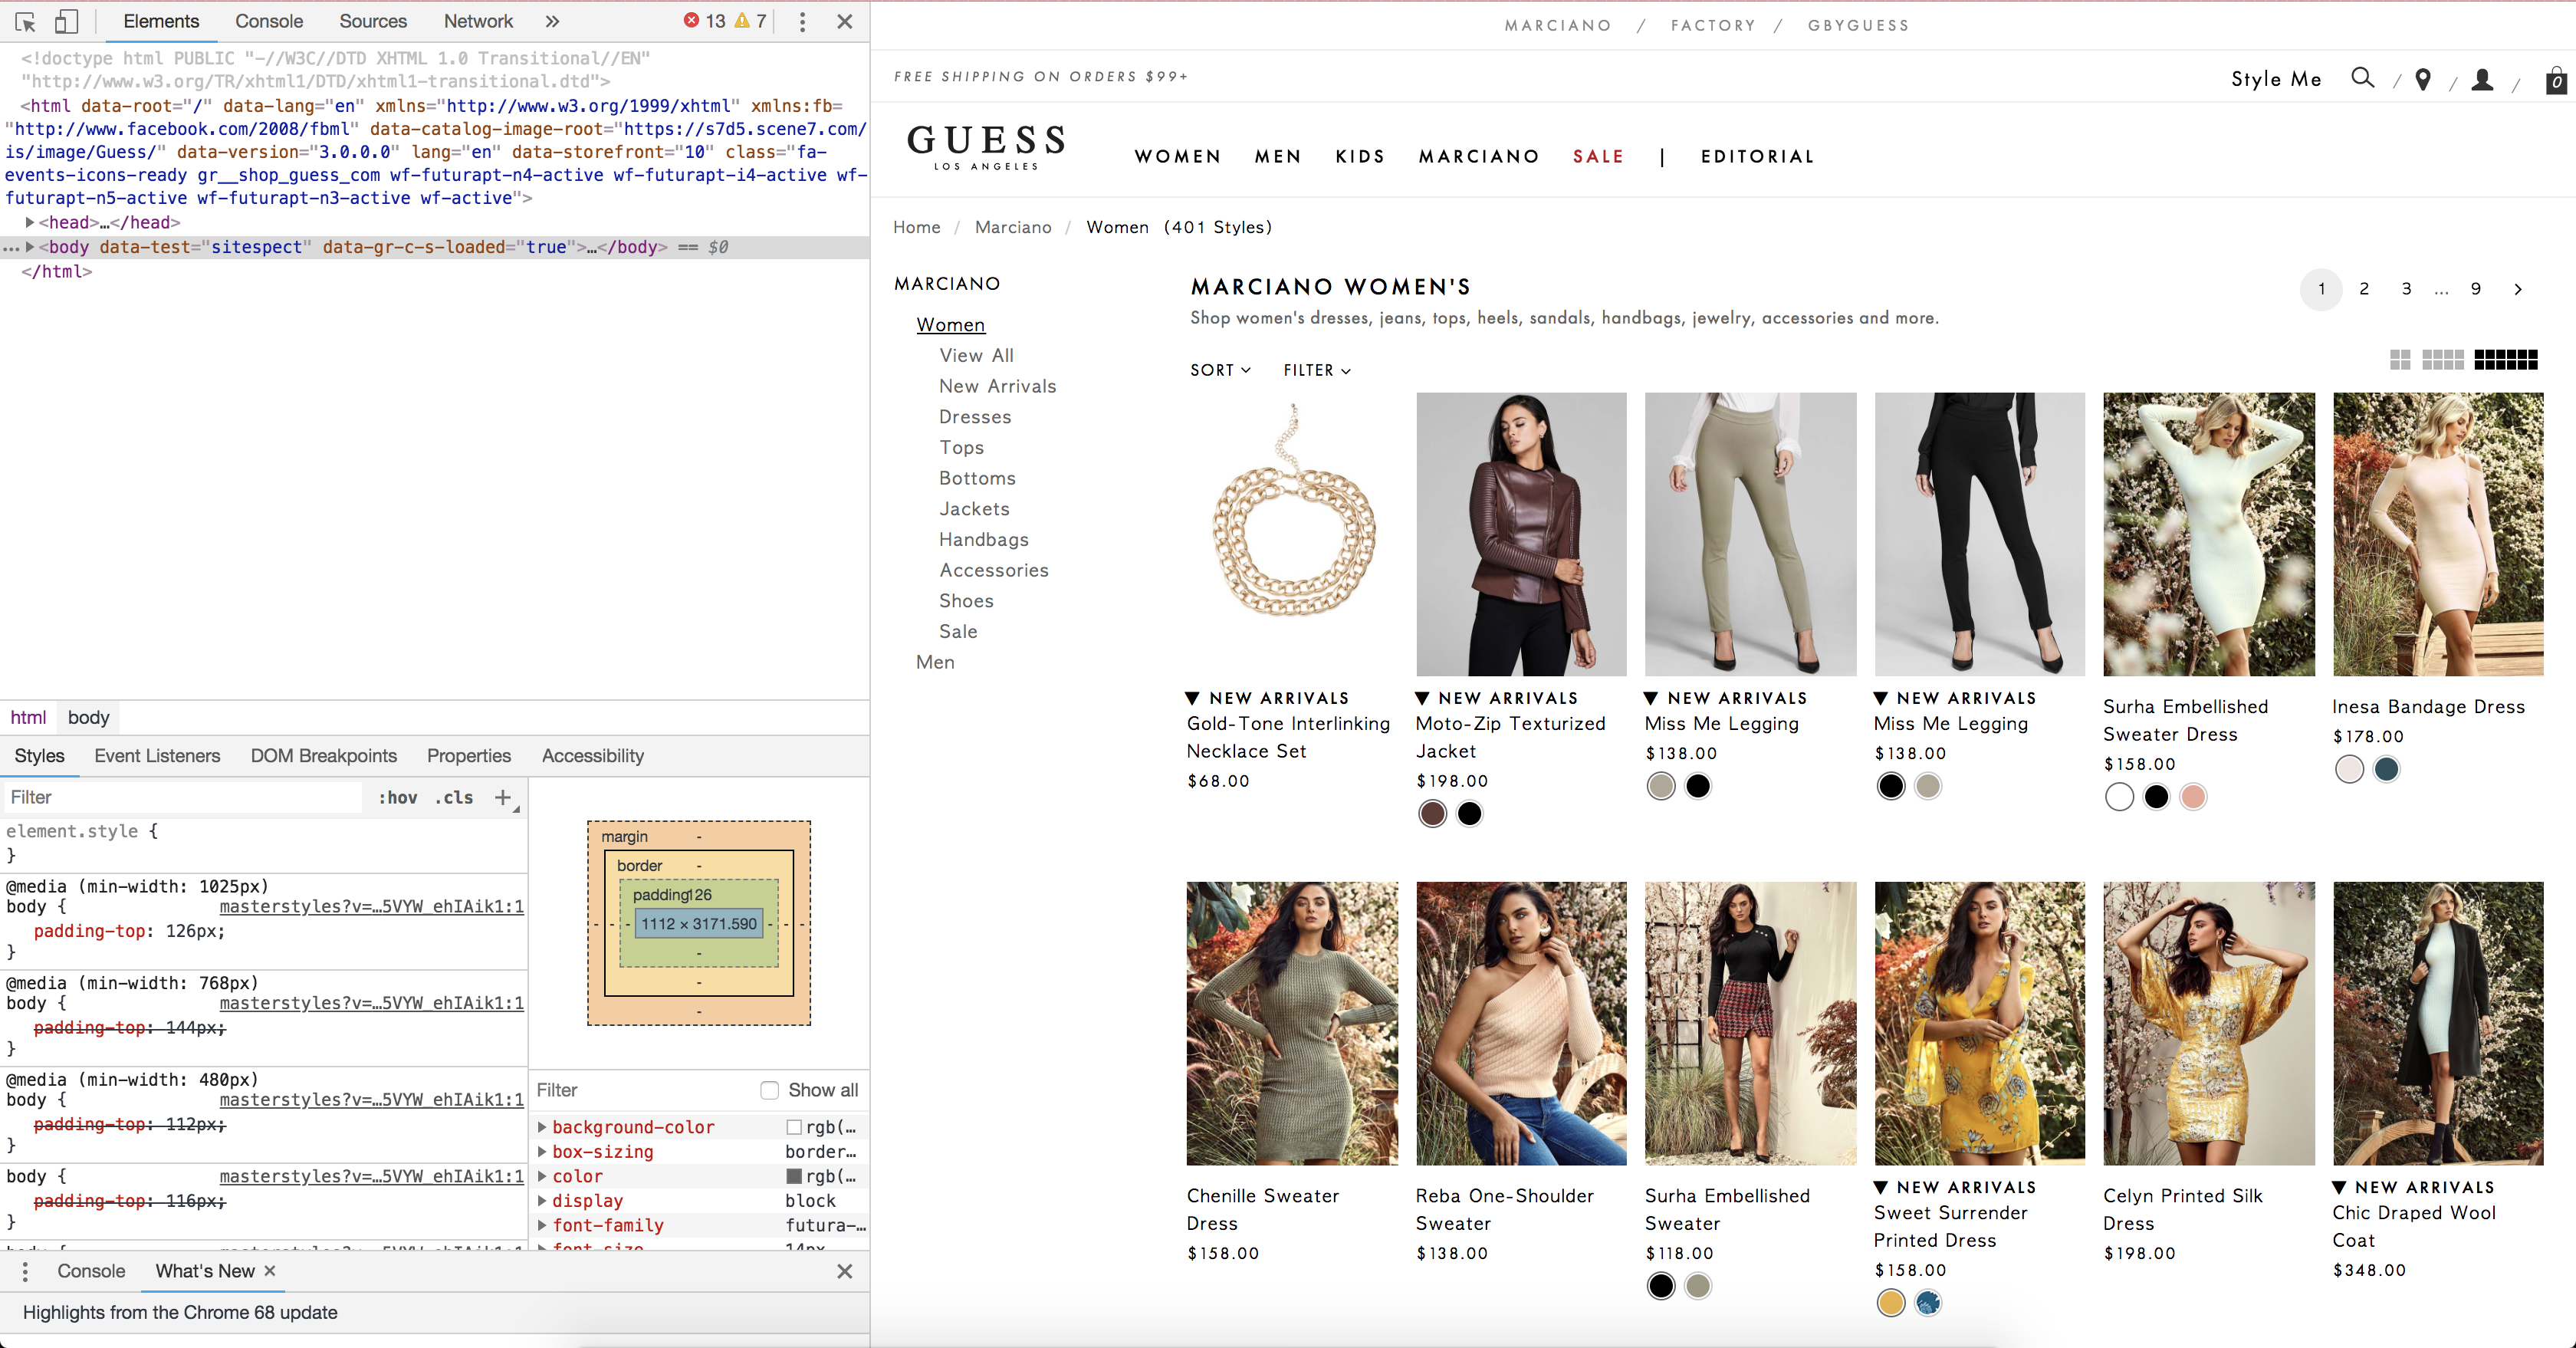 Elements Console Sources Network » 13 7
<!doctype html PUBLIC "-//W3C//DTD XHTML 1.0 Transitional//EN"
"http://www.w3.org/TR/xhtml1/DTD/xhtml1-transitional.dtd">
<html data-root="/" data-lang="en" xmlns="http://www.w3.org/1999/xhtml" xmlns:fb=
"http://www.facebook.com/2008/fbml" data-catalog-image-root="https://s7d5.scene7.com/
is/image/Guess/" data-version="3.0.0.0" lang="en" data-storefront="10" class="fa-
events-icons-ready gr__shop_guess_com wf-futurapt-n4-active wf-futurapt-i4-active wf-
futurapt-n5-active wf-futurapt-n3-active wf-active">
<head>…</head>
…<body data-test="sitespect" data-gr-c-s-loaded="true">…</body> == $0
</html>
html body
Styles Event Listeners DOM Breakpoints Properties Accessibility
Filter :hov .cls +
element.style {
}
@media (min-width: 1025px)
body { masterstyles?v=…5VYW_ehIAik1:1
padding-top: 126px;
}
@media (min-width: 768px)
body { masterstyles?v=…5VYW_ehIAik1:1
padding-top: 144px;
}
@media (min-width: 480px)
body { masterstyles?v=…5VYW_ehIAik1:1
padding-top: 112px;
}
body { masterstyles?v=…5VYW_ehIAik1:1
padding-top: 116px;
}
margin -
border -
padding126
- - - 1112 × 3171.590 - - -
-
-
-
Filter Show all
background-color rgb(…
box-sizing border…
color rgb(…
display block
font-family futura-…
font-size 14px
Console What's New ×
Highlights from the Chrome 68 update
MARCIANO / FACTORY / GBYGUESS
FREE SHIPPING ON ORDERS $99+
Style Me / / / 0
GUESS
LOS ANGELES
WOMEN MEN KIDS MARCIANO SALE | EDITORIAL
Home / Marciano / Women (401 Styles)
MARCIANO
Women
View All
New Arrivals
Dresses
Tops
Bottoms
Jackets
Handbags
Accessories
Shoes
Sale
Men
MARCIANO WOMEN'S
Shop women's dresses, jeans, tops, heels, sandals, handbags, jewelry, accessories and more.
1 2 3 ... 9 >
SORT FILTER
NEW ARRIVALS
Gold-Tone Interlinking
Necklace Set
$68.00
NEW ARRIVALS
Moto-Zip Texturized
Jacket
$198.00
NEW ARRIVALS
Miss Me Legging
$138.00
NEW ARRIVALS
Miss Me Legging
$138.00
Surha Embellished
Sweater Dress
$158.00
Inesa Bandage Dress
$178.00
Chenille Sweater
Dress
$158.00
Reba One-Shoulder
Sweater
$138.00
Surha Embellished
Sweater
$118.00
NEW ARRIVALS
Sweet Surrender
Printed Dress
$158.00
Celyn Printed Silk
Dress
$198.00
NEW ARRIVALS
Chic Draped Wool
Coat
$348.00